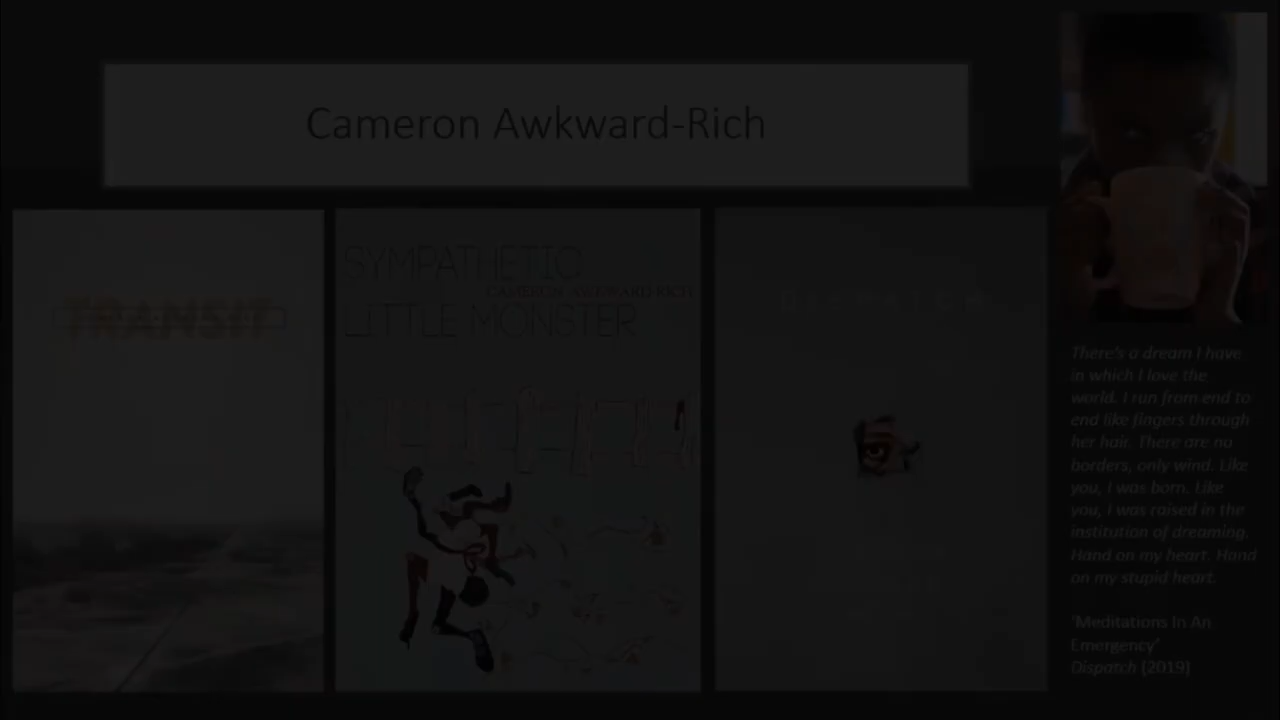 Cameron Awkward-Rich
TRANSIT
SYMPATHETIC
CAMERON AWKWARD-RICH
LITTLE MONSTER
DISPATCH
There's a dream I have
in which I love the
world. I run from end to
end like fingers through
her hair. There are no
borders, only wind. Like
you, I was born. Like
you, I was raised in the
institution of dreaming.
Hand on my heart. Hand
on my stupid heart.
'Meditations In An
Emergency'
Dispatch (2019)